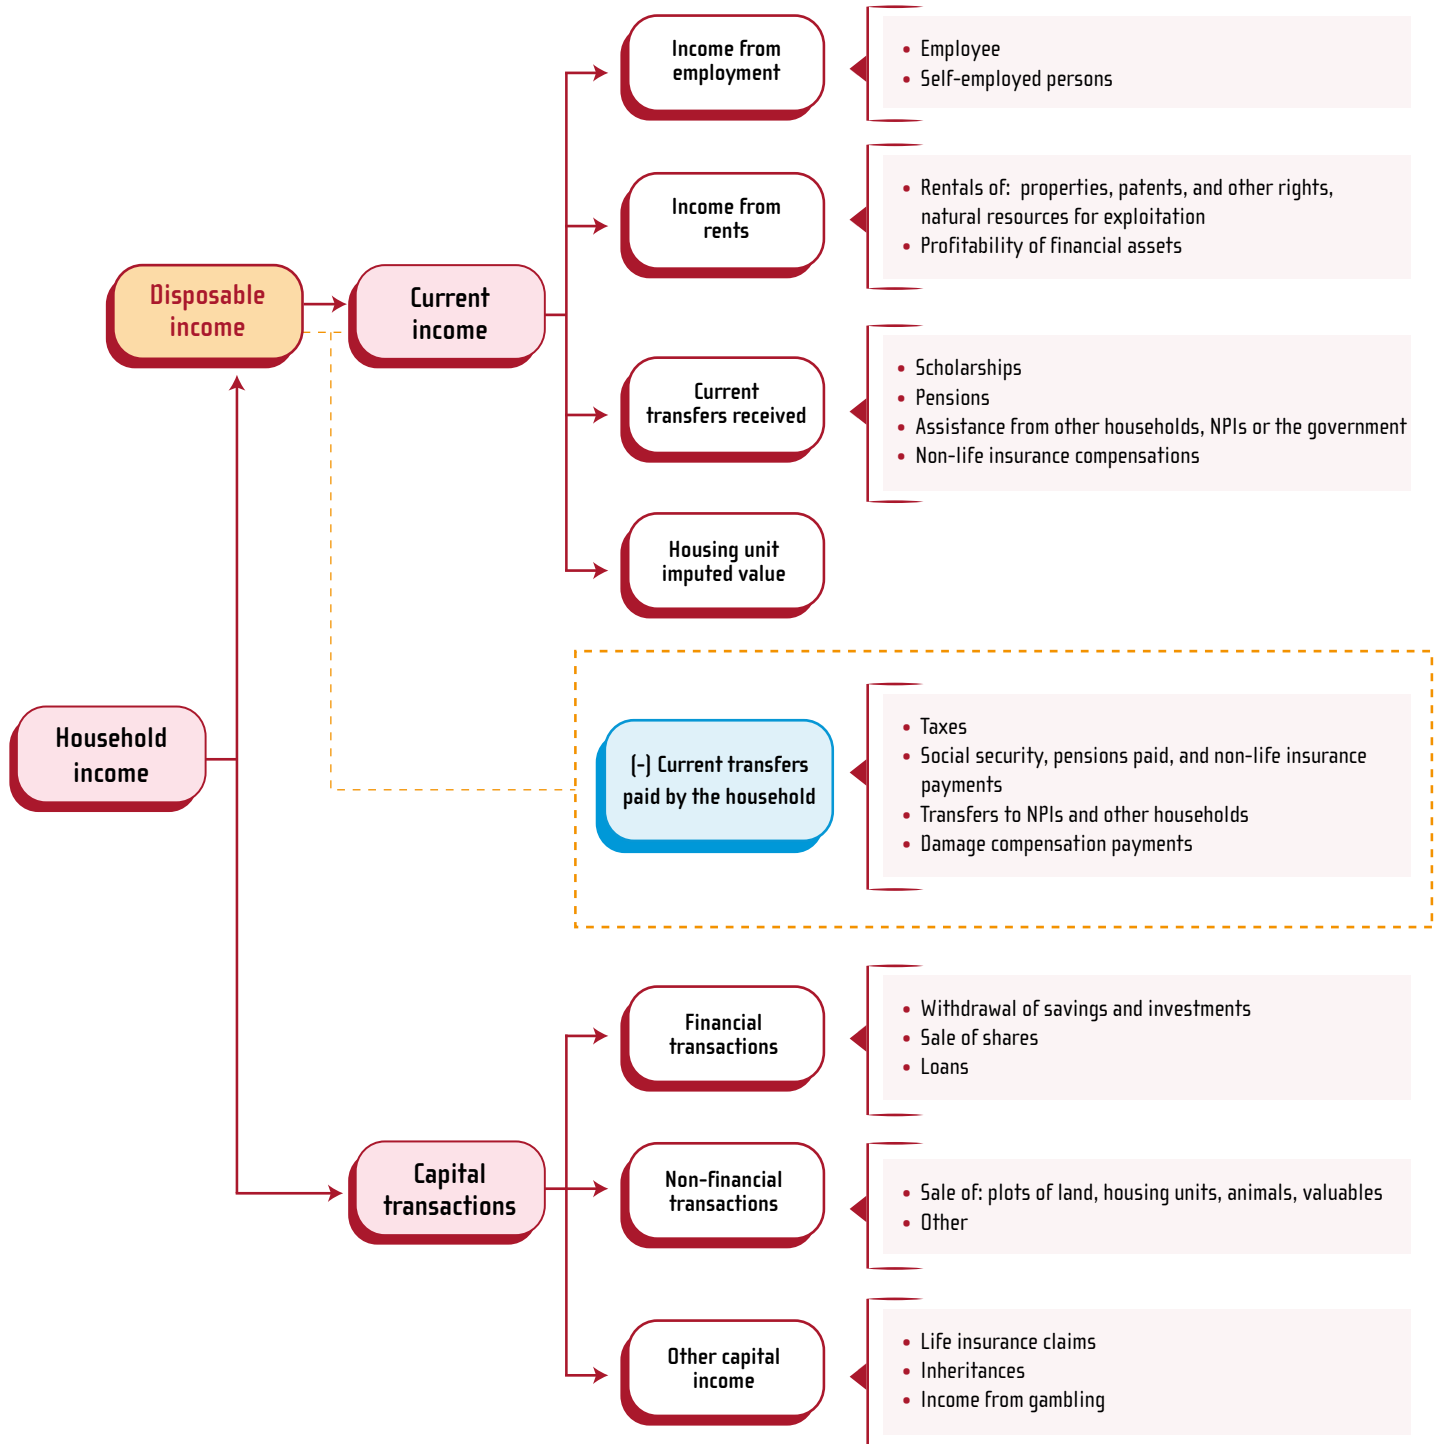 Income from
employment
• Employee
• Self-employed persons
Income from
rents
• Rentals of: properties, patents, and other rights,
natural resources for exploitation
• Profitability of financial assets
Disposable
income
Current
income
Current
transfers received
• Scholarships
• Pensions
• Assistance from other households, NPIs or the government
• Non-life insurance compensations
Housing unit
imputed value
Household
income
(-) Current transfers
paid by the household
• Taxes
• Social security, pensions paid, and non-life insurance
payments
• Transfers to NPIs and other households
• Damage compensation payments
Financial
transactions
• Withdrawal of savings and investments
• Sale of shares
• Loans
Capital
transactions
Non-financial
transactions
• Sale of: plots of land, housing units, animals, valuables
• Other
Other capital
income
• Life insurance claims
• Inheritances
• Income from gambling